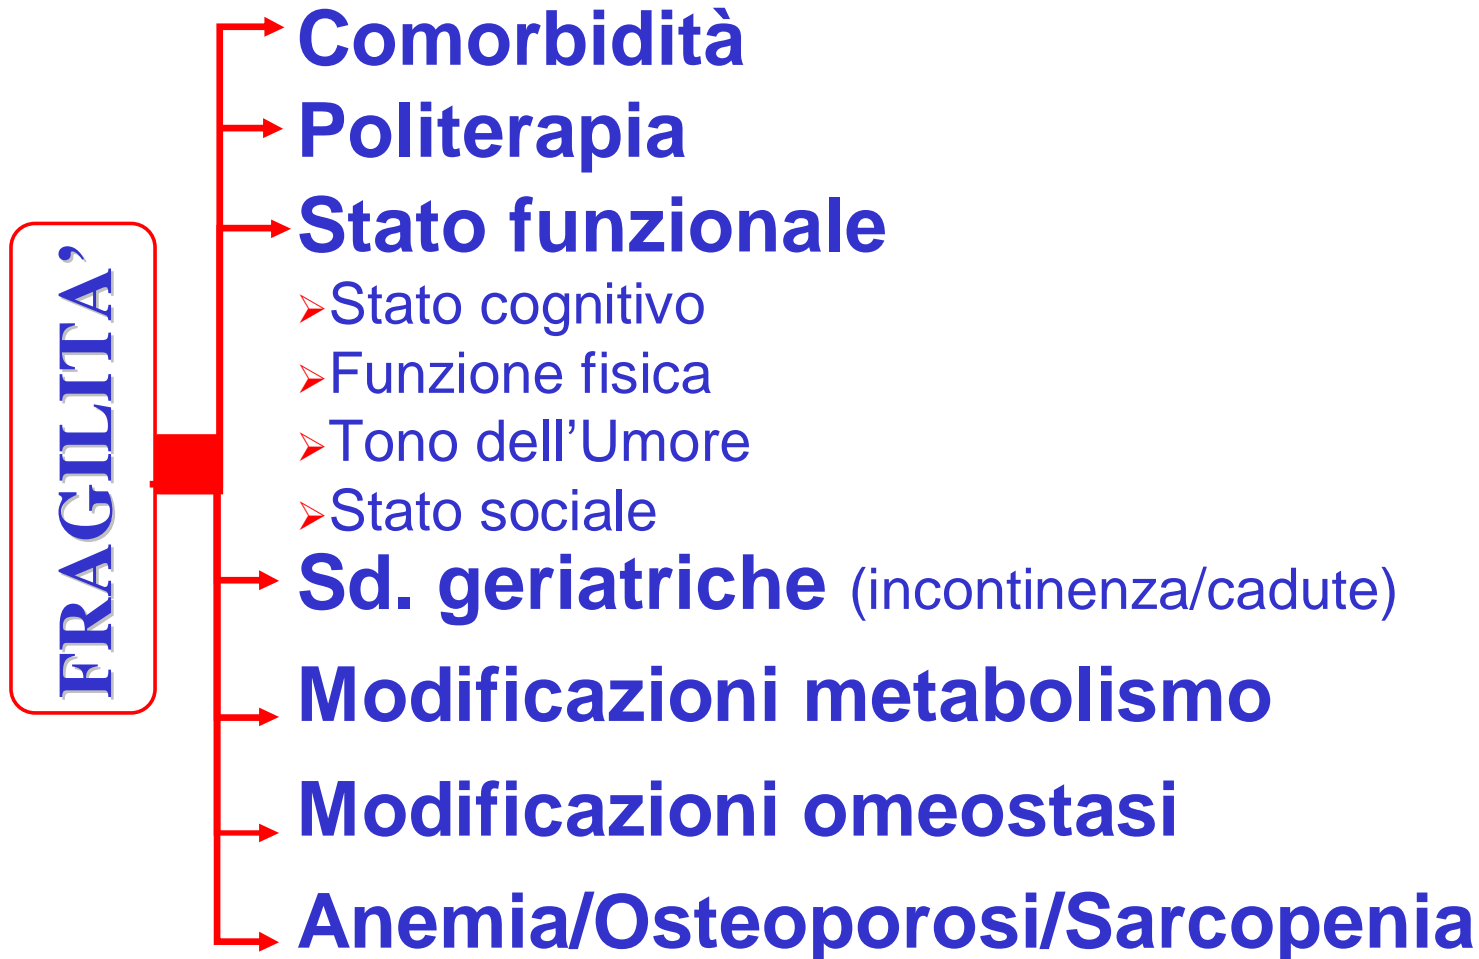 FRAGILITA’
Comorbidità
Politerapia
Stato funzionale
➢Stato cognitivo
➢Funzione fisica
➢Tono dell’Umore
➢Stato sociale
Sd. geriatriche (incontinenza/cadute)
Modificazioni metabolismo
Modificazioni omeostasi
Anemia/Osteoporosi/Sarcopenia